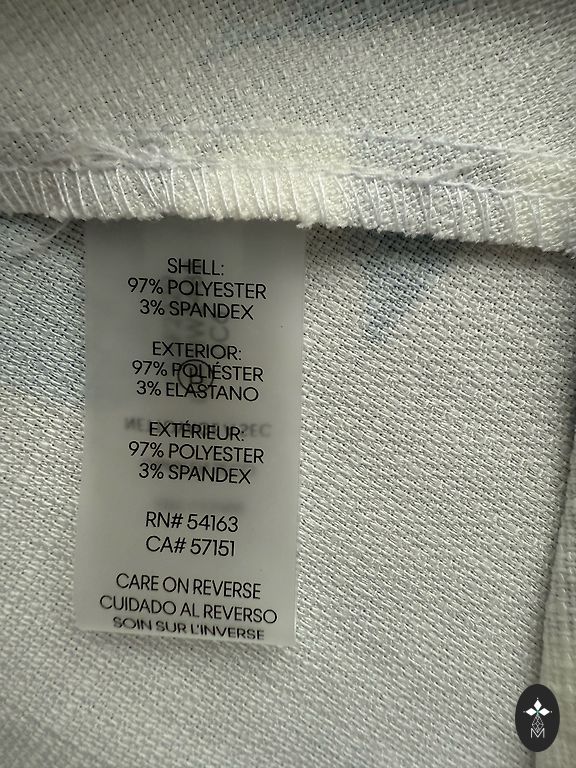 SHELL:
97% POLYESTER
3% SPANDEX
EXTERIOR:
97% POLIÉSTER
3% ELASTANO
EXTÉRIEUR:
97% POLYESTER
3% SPANDEX
RN# 54163
CA# 57151
CARE ON REVERSE
CUIDADO AL REVERSO
SOIN SUR L'INVERSE
M